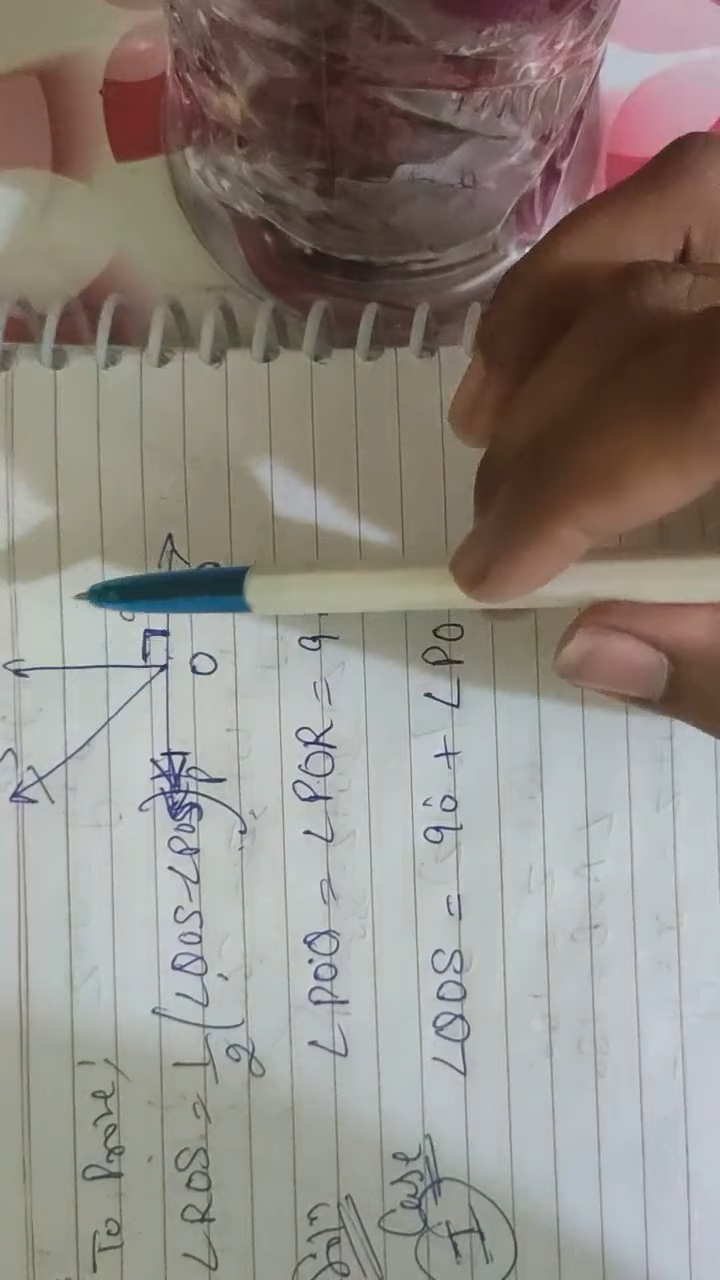 O
P
To Prove:
∠ROS = 1/2 (∠QOS - ∠POS)
Soln
∠POQ = ∠POR = 9
Case I
∠QOS = 90 + ∠PO